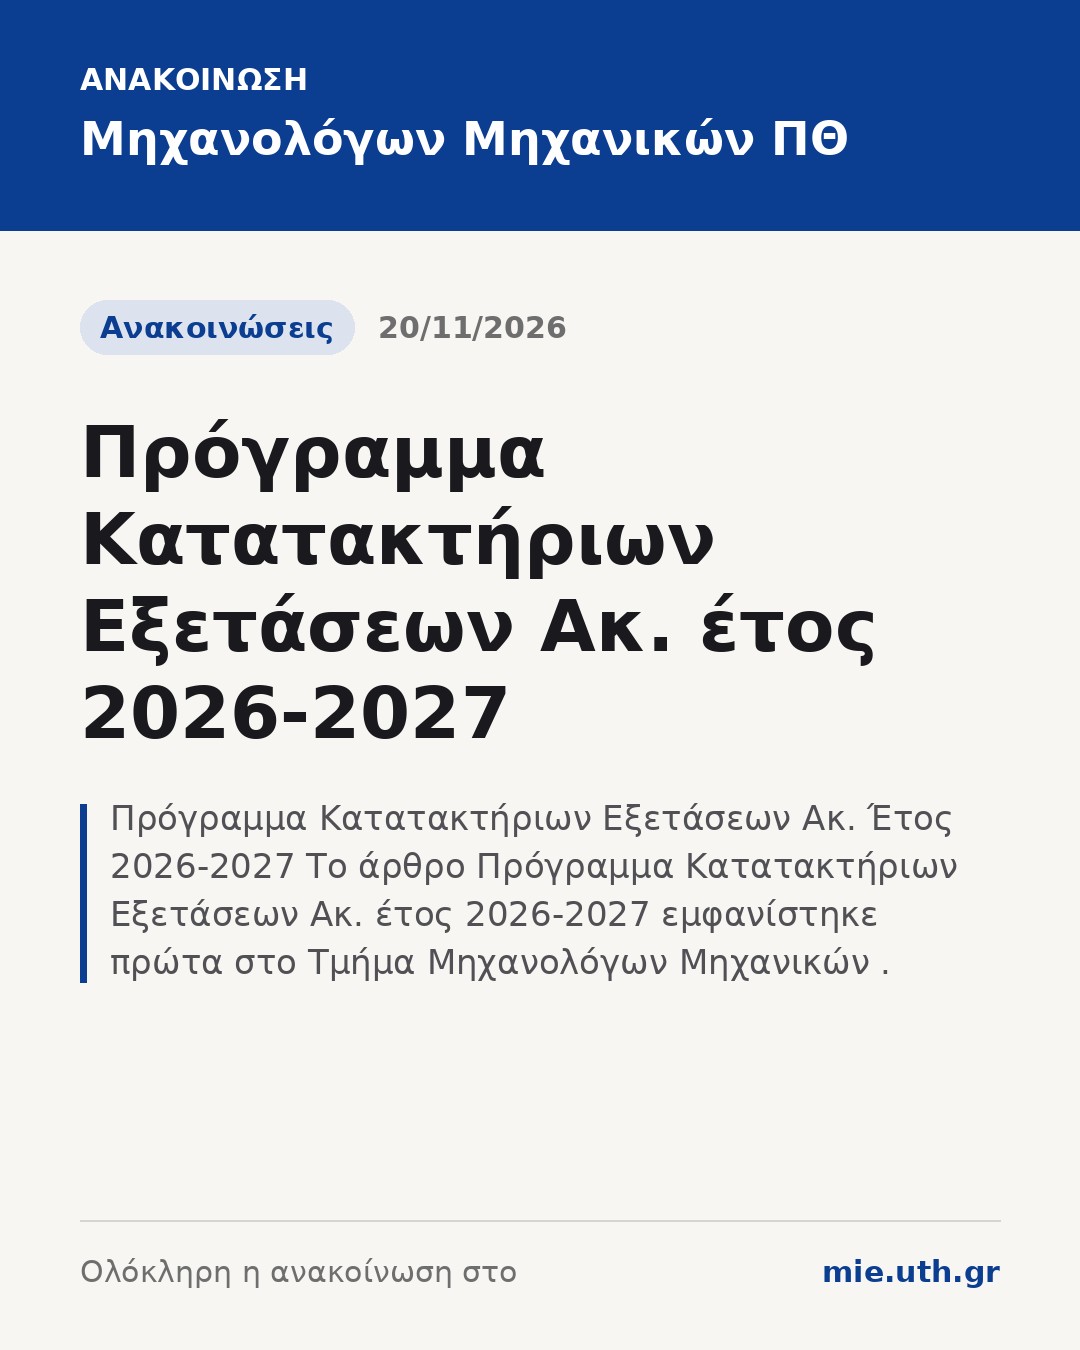 ΑΝΑΚΟΙΝΩΣΗ
Μηχανολόγων Μηχανικών ΠΘ
Ανακοινώσεις 20/11/2026
Πρόγραμμα
Κατατακτήριων
Εξετάσεων Ακ. έτος
2026-2027
Πρόγραμμα Κατατακτήριων Εξετάσεων Ακ. Έτος
2026-2027 Το άρθρο Πρόγραμμα Κατατακτήριων
Εξετάσεων Ακ. έτος 2026-2027 εμφανίστηκε
πρώτα στο Τμήμα Μηχανολόγων Μηχανικών .
Ολόκληρη η ανακοίνωση στο mie.uth.gr